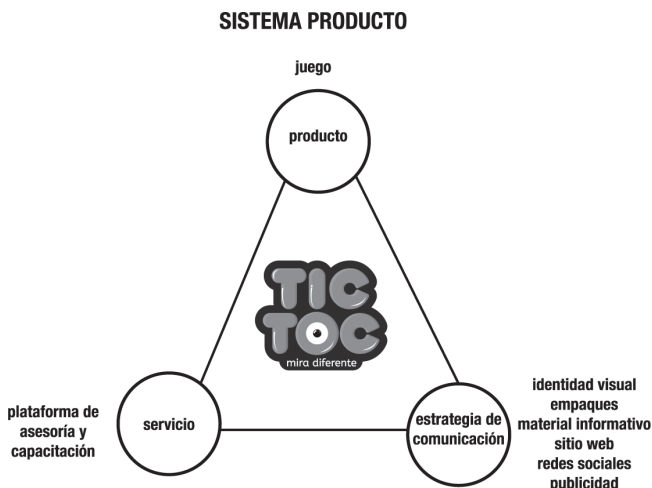 SISTEMA PRODUCTO
juego
producto
TIC
TOC
mira diferente
plataforma de
asesoría y
capacitación
servicio
estrategia de
comunicación
identidad visual
empaques
material informativo
sitio web
redes sociales
publicidad